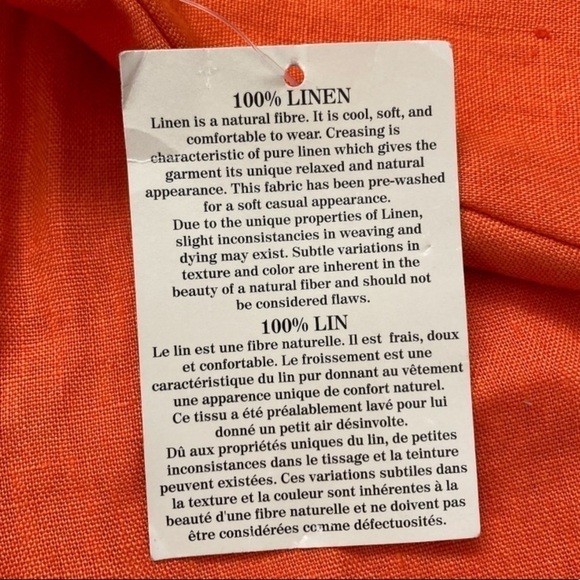 100% LINEN
Linen is a natural fibre. It is cool, soft, and
comfortable to wear. Creasing is
characteristic of pure linen which gives the
garment its unique relaxed and natural
appearance. This fabric has been pre-washed
for a soft casual appearance.
Due to the unique properties of Linen,
slight inconsistancies in weaving and
dying may exist. Subtle variations in
texture and color are inherent in the
beauty of a natural fiber and should not
be considered flaws.
100% LIN
Le lin est une fibre naturelle. Il est frais, doux
et confortable. Le froissement est une
caractéristique du lin pur donnant au vêtement
une apparence unique de confort naturel.
Ce tissu a été préalablement lavé pour lui
donné un petit air désinvolte.
Dû aux propriétés uniques du lin, de petites
inconsistances dans le tissage et la teinture
peuvent existées. Ces variations subtiles dans
la texture et la couleur sont inhérentes à la
beauté d'une fibre naturelle et ne doivent pas
être considérées comme défectuosités.